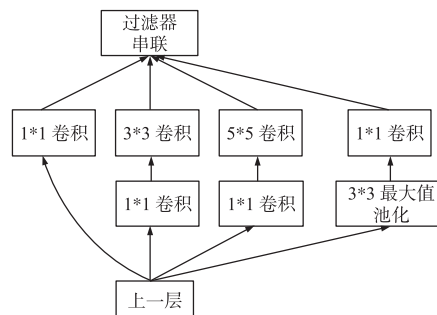 过滤器
串联
1*1 卷积
3*3 卷积
5*5 卷积
1*1 卷积
1*1 卷积
1*1 卷积
3*3 最大值
池化
上一层